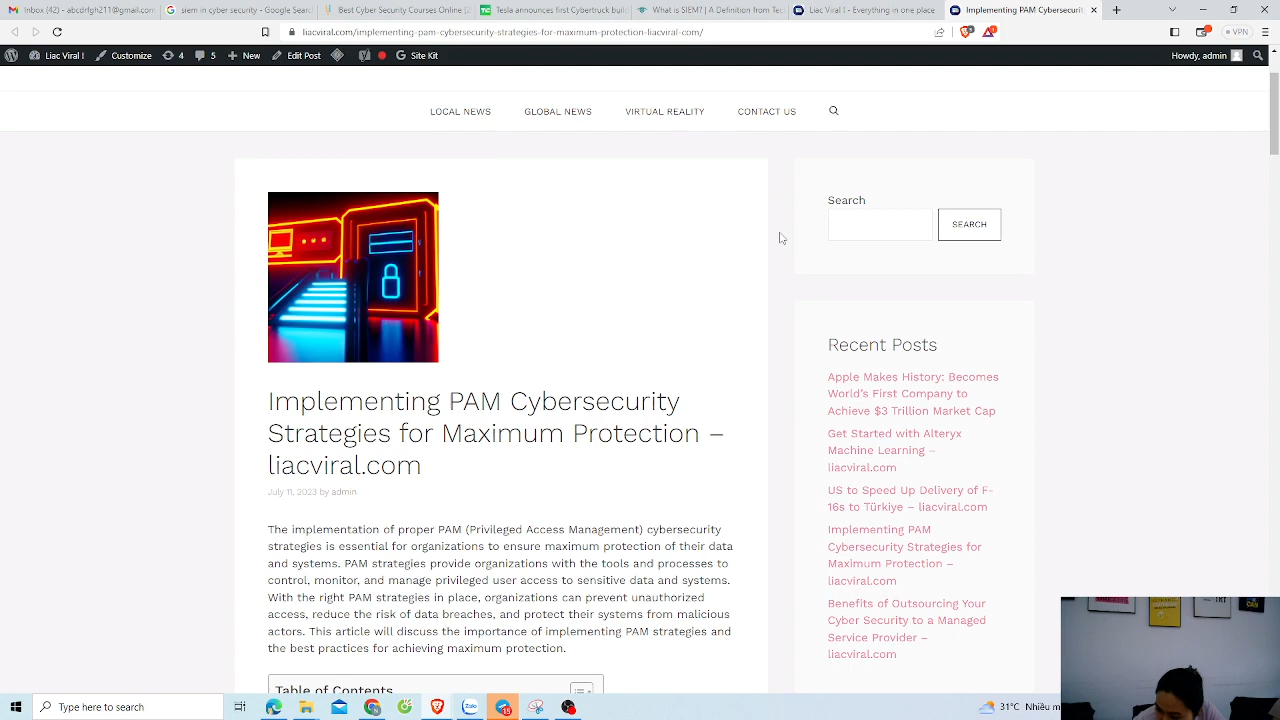 Inbox (43) - abcdrfgh211@gmail.com
siem in cyber security - Google Search
Best Cyber Security Courses Online [
Tesla announces first Cybertruck buil
What is SIEM? | A Definition from Tec
Liac Viral I - Everything in one place
Implementing PAM Cybersecurit
liacviral.com/implementing-pam-cybersecurity-strategies-for-maximum-protection-liacviral-com/
VPN
Liac Viral I
Customize
4
5
New
Edit Post
Site Kit
Howdy, admin
LOCAL NEWS
GLOBAL NEWS
VIRTUAL REALITY
CONTACT US
Search
SEARCH
Implementing PAM Cybersecurity
Strategies for Maximum Protection –
liacviral.com
July 11, 2023 by admin
The implementation of proper PAM (Privileged Access Management) cybersecurity
strategies is essential for organizations to ensure maximum protection of their data
and systems. PAM strategies provide organizations with the tools and processes to
control, monitor, and manage privileged user access to sensitive data and systems.
With the right PAM strategies in place, organizations can prevent unauthorized
access, reduce the risk of data breaches, and protect their systems from malicious
actors. This article will discuss the importance of implementing PAM strategies and
the best practices for achieving maximum protection.
Table of Contents
Recent Posts
Apple Makes History: Becomes
World's First Company to
Achieve $3 Trillion Market Cap
Get Started with Alteryx
Machine Learning –
liacviral.com
US to Speed Up Delivery of F-
16s to Türkiye – liacviral.com
Implementing PAM
Cybersecurity Strategies for
Maximum Protection –
liacviral.com
Benefits of Outsourcing Your
Cyber Security to a Managed
Service Provider –
liacviral.com
Type here to search
Zalo
15
31°C Nhiều m